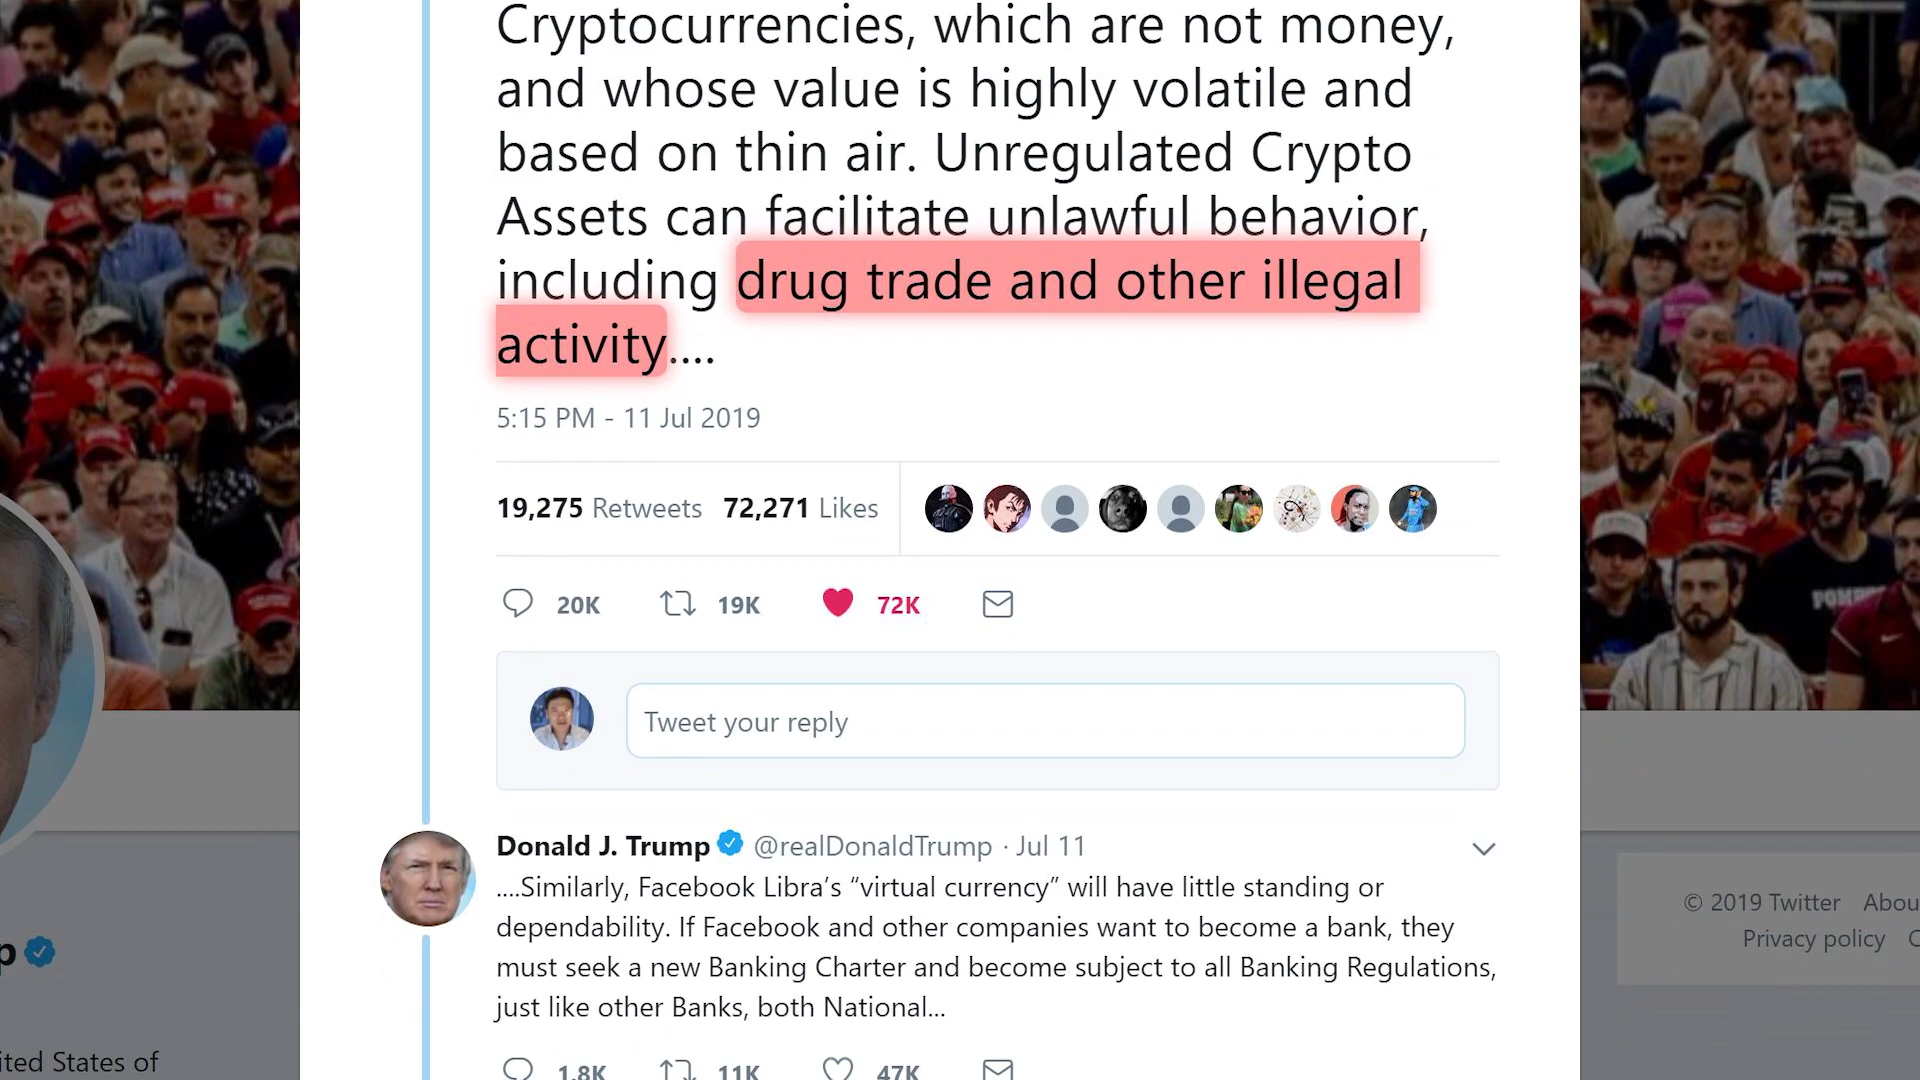 Cryptocurrencies, which are not money,
and whose value is highly volatile and
based on thin air. Unregulated Crypto
Assets can facilitate unlawful behavior,
including drug trade and other illegal
activity....
5:15 PM - 11 Jul 2019
19,275 Retweets 72,271 Likes
20K 19K 72K
Tweet your reply
Donald J. Trump @realDonaldTrump · Jul 11
....Similarly, Facebook Libra’s “virtual currency” will have little standing or
dependability. If Facebook and other companies want to become a bank, they
must seek a new Banking Charter and become subject to all Banking Regulations,
just like other Banks, both National...
1.8K 11K 47K
p
ited States of
© 2019 Twitter Abou
Privacy policy C